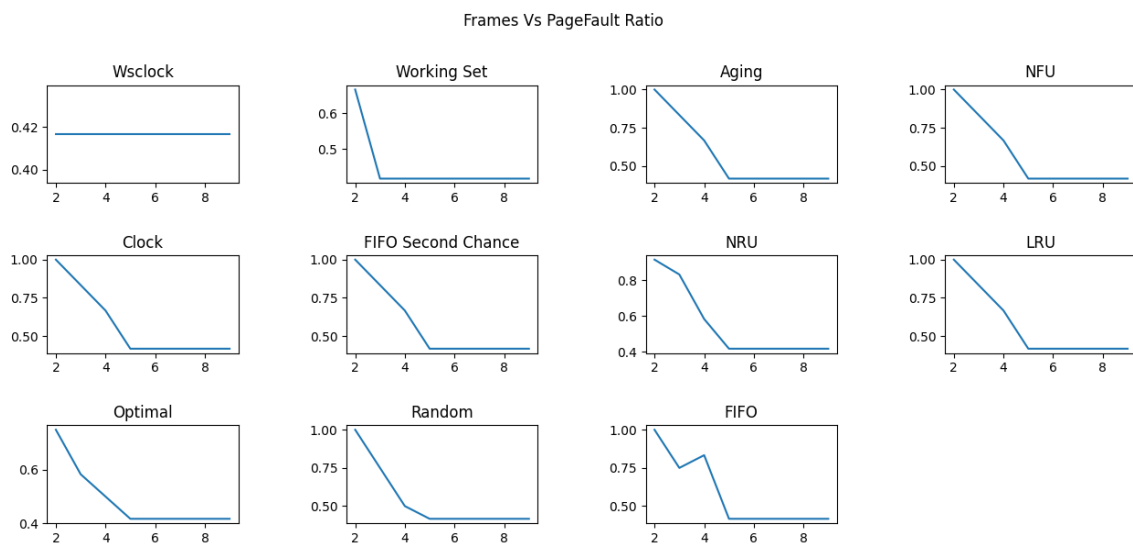 Frames Vs PageFault Ratio
Wsclock
0.42
0.40
2 4 6 8
Working Set
0.6
0.5
2 4 6 8
Aging
1.00
0.75
0.50
2 4 6 8
NFU
1.00
0.75
0.50
2 4 6 8
Clock
1.00
0.75
0.50
2 4 6 8
FIFO Second Chance
1.00
0.75
0.50
2 4 6 8
NRU
0.8
0.6
0.4
2 4 6 8
LRU
1.00
0.75
0.50
2 4 6 8
Optimal
0.6
0.4
2 4 6 8
Random
1.00
0.75
0.50
2 4 6 8
FIFO
1.00
0.75
0.50
2 4 6 8